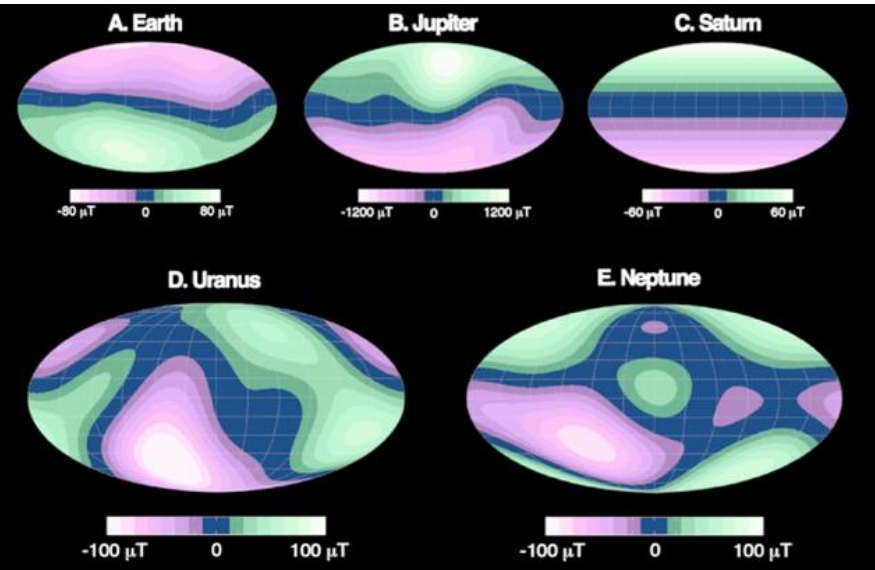 A. Earth
B. Jupiter
C. Saturn
-80 μT 0 80 μT
-1200 μT 0 1200 μT
-60 μT 0 60 μT
D. Uranus
E. Neptune
-100 μT 0 100 μT
-100 μT 0 100 μT